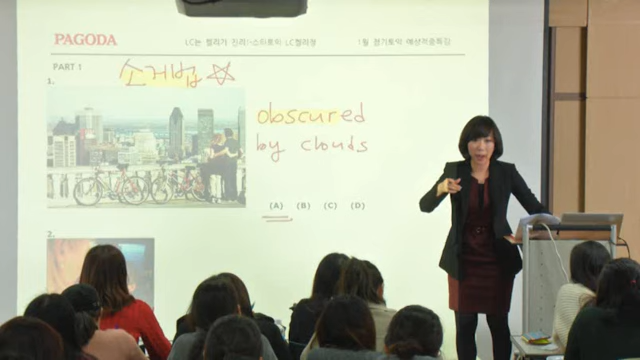 PAGODA
LC는 젤리가 진리!-스타트의 LC젤리쌤
1월 정기토익 예상적중특강
PART 1
소거법 ☆
1.
obscured
by clouds
(A) (B) (C) (D)
2.